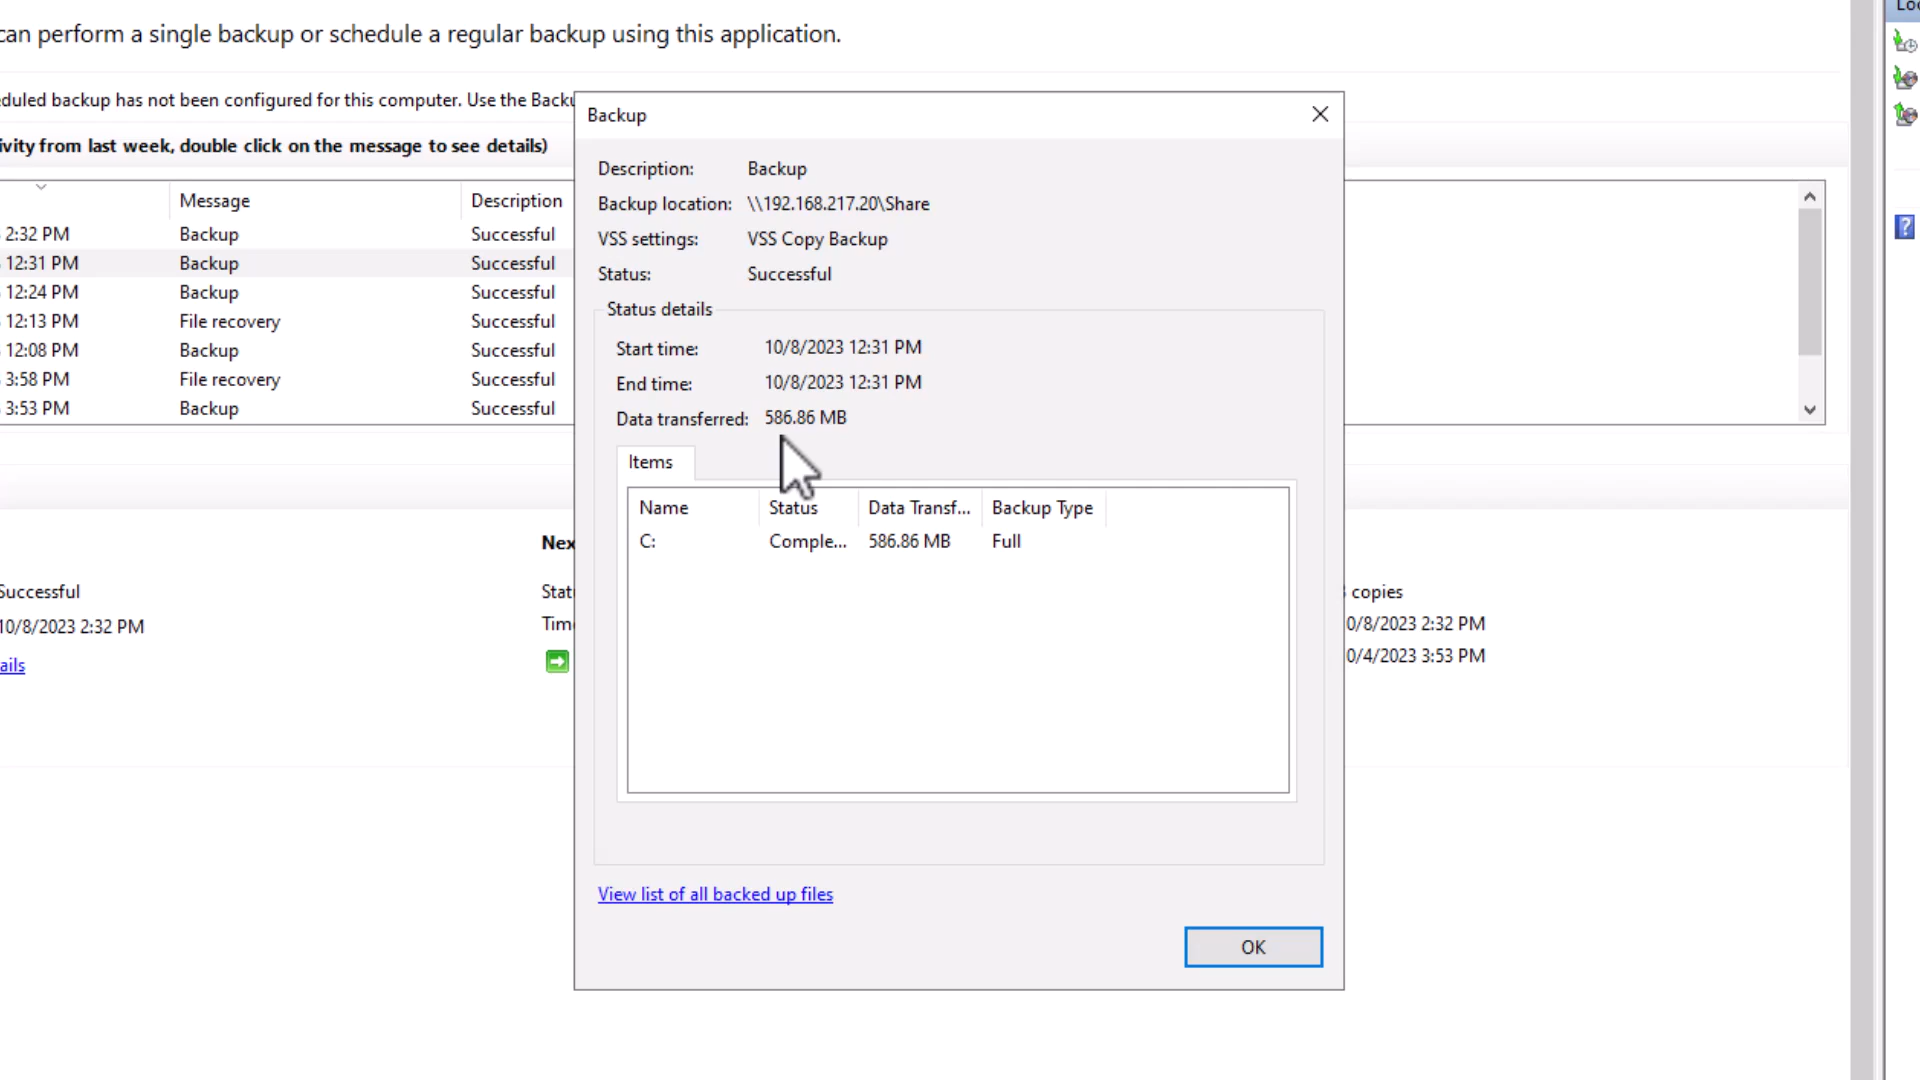 can perform a single backup or schedule a regular backup using this application.
duled backup has not been configured for this computer. Use the Backu
ivity from last week, double click on the message to see details)
Message Description
2:32 PM Backup Successful
12:31 PM Backup Successful
12:24 PM Backup Successful
12:13 PM File recovery Successful
12:08 PM Backup Successful
3:58 PM File recovery Successful
3:53 PM Backup Successful
Successful
10/8/2023 2:32 PM
ails
Nex
Stat
Time
Backup
Description: Backup
Backup location: \\192.168.217.20\Share
VSS settings: VSS Copy Backup
Status: Successful
Status details
Start time: 10/8/2023 12:31 PM
End time: 10/8/2023 12:31 PM
Data transferred: 586.86 MB
Items
Name Status Data Transf... Backup Type
C: Comple... 586.86 MB Full
View list of all backed up files
OK
copies
0/8/2023 2:32 PM
0/4/2023 3:53 PM
Loc